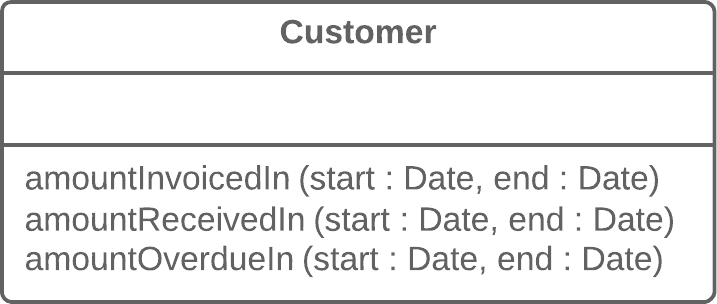 Customer
amountInvoicedIn (start : Date, end : Date)
amountReceivedIn (start : Date, end : Date)
amountOverdueIn (start : Date, end : Date)